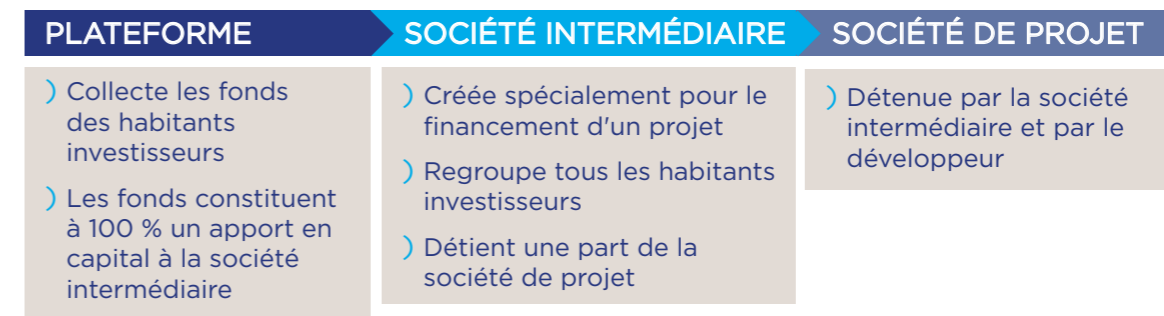 PLATEFORME
) Collecte les fonds
des habitants
investisseurs
) Les fonds constituent
à 100 % un apport en
capital à la société
intermédiaire
SOCIÉTÉ INTERMÉDIAIRE
) Créée spécialement pour le
financement d'un projet
) Regroupe tous les habitants
investisseurs
) Détient une part de la
société de projet
SOCIÉTÉ DE PROJET
) Détenue par la société
intermédiaire et par le
développeur